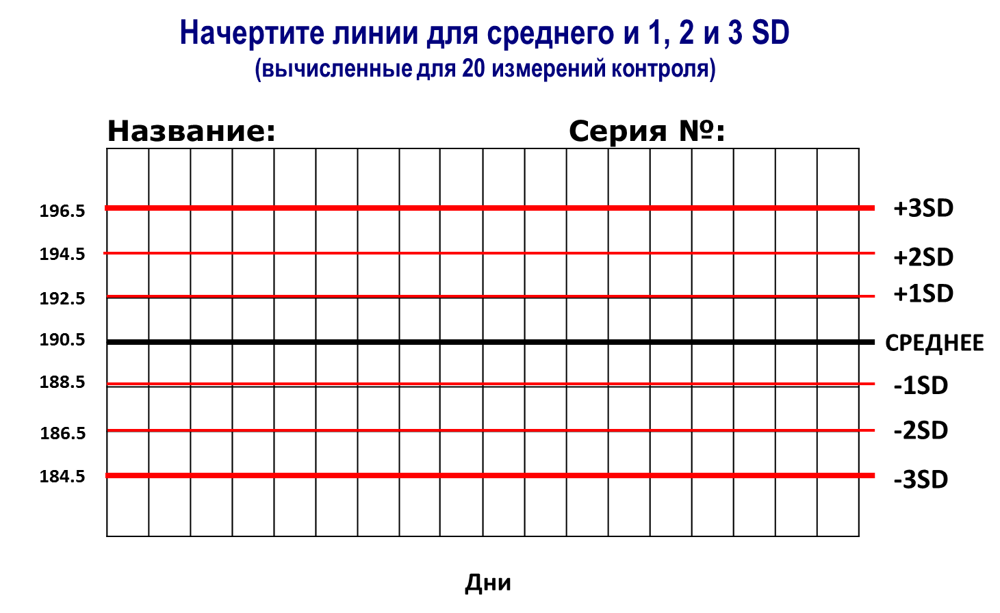 Начертите линии для среднего и 1, 2 и 3 SD
(вычисленные для 20 измерений контроля)
Название: Серия №:
196.5 +3SD
194.5 +2SD
192.5 +1SD
190.5 СРЕДНЕЕ
188.5 -1SD
186.5 -2SD
184.5 -3SD
Дни